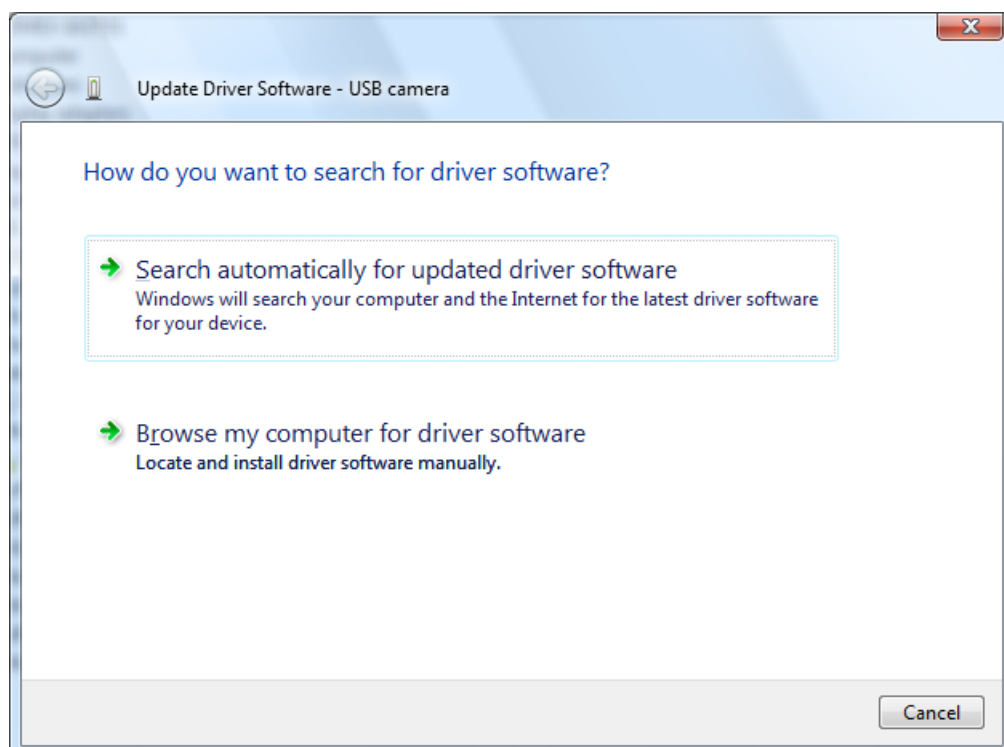 Update Driver Software - USB camera
How do you want to search for driver software?
Search automatically for updated driver software
Windows will search your computer and the Internet for the latest driver software
for your device.
Browse my computer for driver software
Locate and install driver software manually.
Cancel